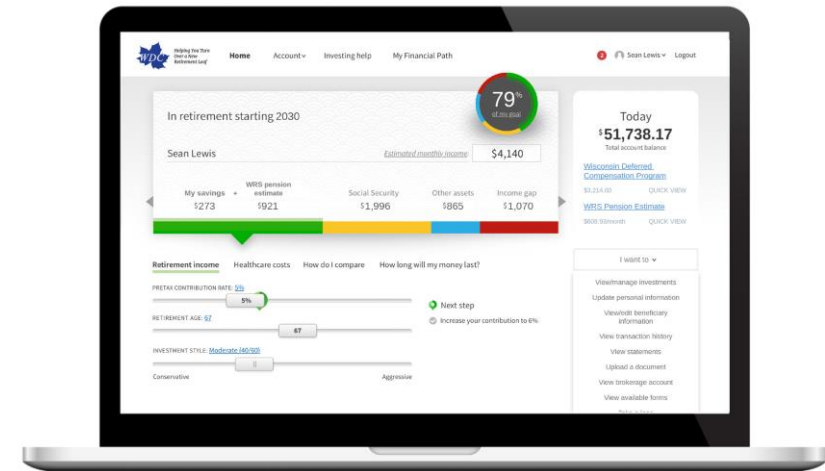 WDC
Helping You Turn
Over a New
Retirement Leaf
Home
Account
Investing help
My Financial Path
2
Sean Lewis
Logout
In retirement starting 2030
79%
of my goal
Sean Lewis
Estimated monthly income:
$4,140
My savings
+
WRS pension
estimate
Social Security
Other assets
Income gap
$273
$921
$1,996
$865
$1,070
Retirement income
Healthcare costs
How do I compare
How long will my money last?
PRETAX CONTRIBUTION RATE: 5%
5%
RETIREMENT AGE: 67
67
INVESTMENT STYLE: Moderate (40/60)
Conservative
Aggressive
Next step
Increase your contribution to 6%
Today
$51,738.17
Total account balance
Wisconsin Deferred
Compensation Program
QUICK VIEW
WRS Pension Estimate
QUICK VIEW
I want to
View/manage investments
Update personal information
View/edit beneficiary
information
View transaction history
View statements
Upload a document
View brokerage account
View available forms